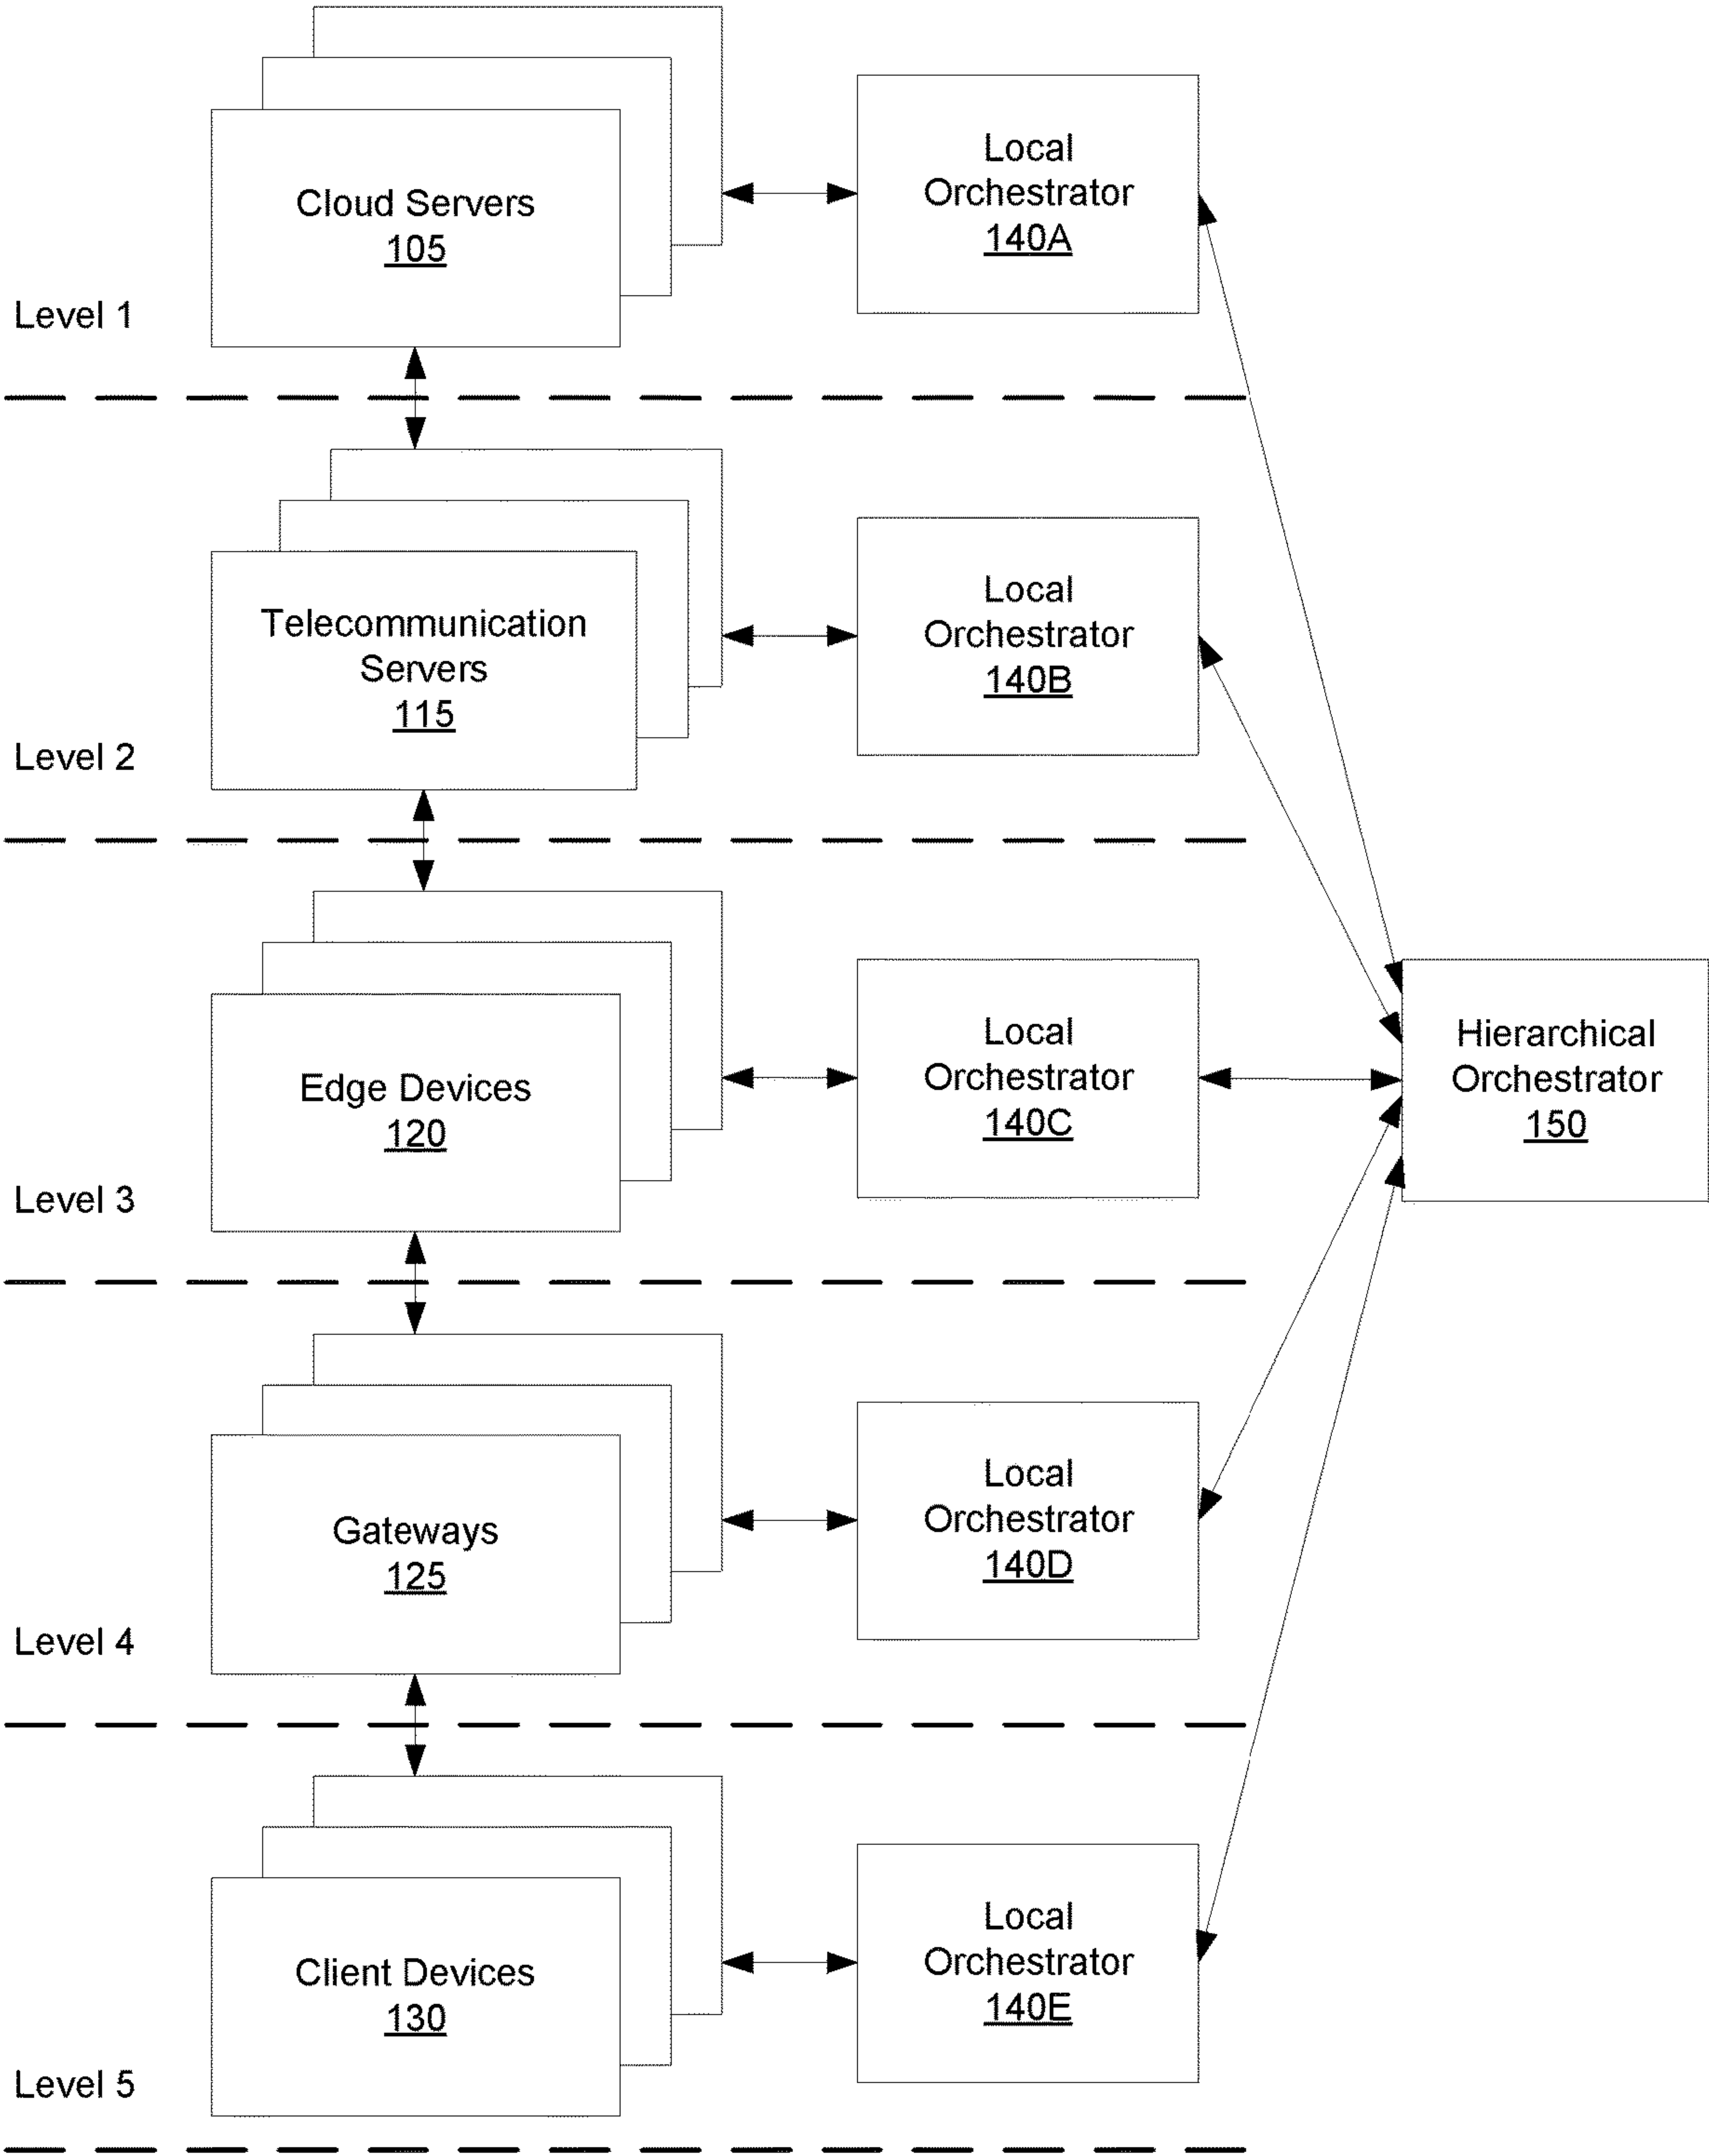 Cloud Servers
105
Local
Orchestrator
140A
Level 1
Telecommunication
Servers
115
Local
Orchestrator
140B
Level 2
Edge Devices
120
Local
Orchestrator
140C
Hierarchical
Orchestrator
150
Level 3
Gateways
125
Local
Orchestrator
140D
Level 4
Client Devices
130
Local
Orchestrator
140E
Level 5